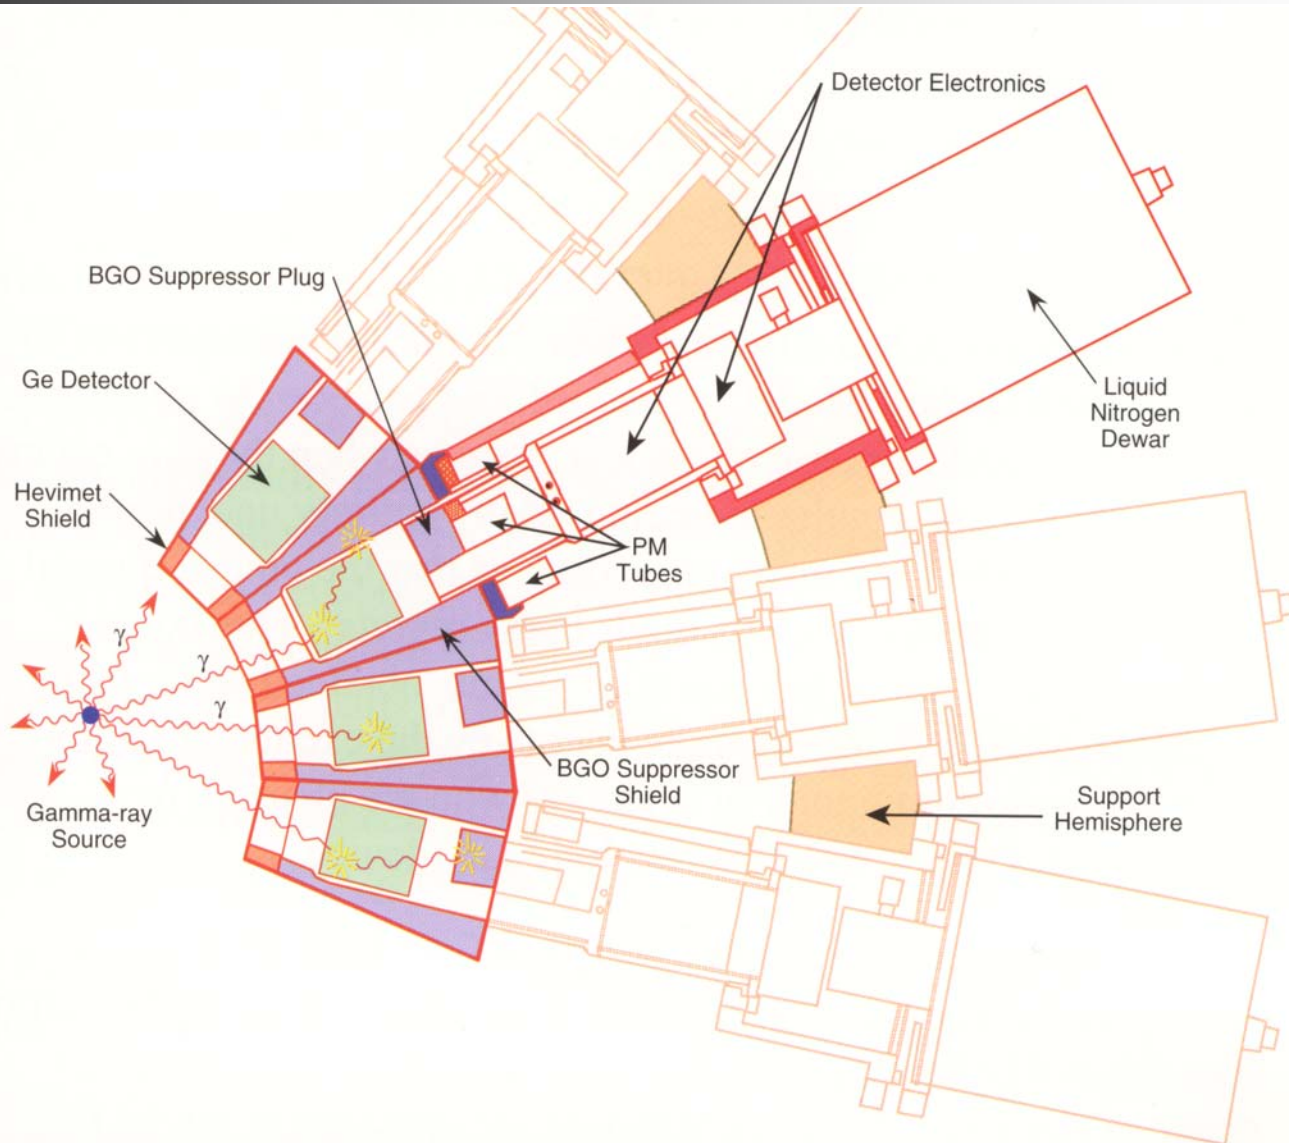 Detector Electronics
BGO Suppressor Plug
Ge Detector
Liquid
Nitrogen
Dewar
Hevimet
Shield
PM
Tubes
γ
γ
γ
BGO Suppressor
Shield
Gamma-ray
Source
Support
Hemisphere